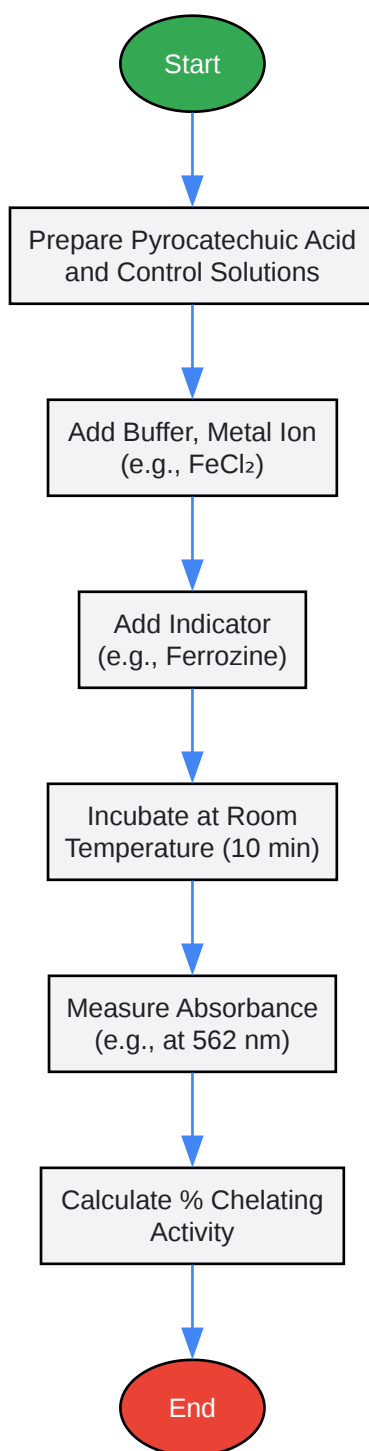 Start
Prepare Pyrocatechuic Acid
and Control Solutions
Add Buffer, Metal Ion
(e.g., FeCl₂)
Add Indicator
(e.g., Ferrozine)
Incubate at Room
Temperature (10 min)
Measure Absorbance
(e.g., at 562 nm)
Calculate % Chelating
Activity
End